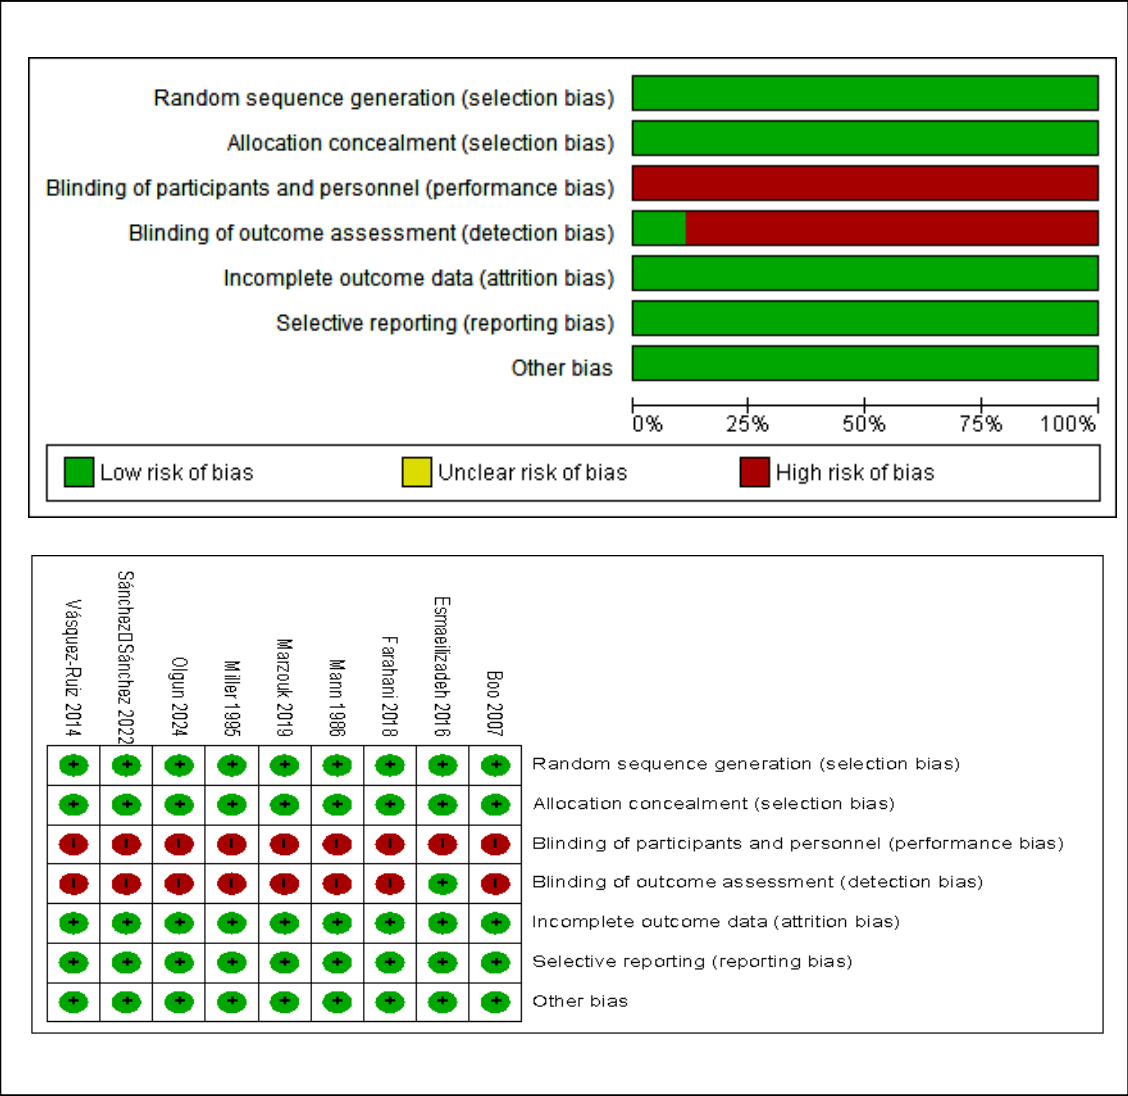 Random sequence generation (selection bias)
Allocation concealment (selection bias)
Blinding of participants and personnel (performance bias)
Blinding of outcome assessment (detection bias)
Incomplete outcome data (attrition bias)
Selective reporting (reporting bias)
Other bias
0% 25% 50% 75% 100%
Low risk of bias Unclear risk of bias High risk of bias
Vásquez-Ruiz 2014
Sánchez▯Sánchez 2022
Olgun 2024
Miller 1995
Marzouk 2019
Mann 1986
Farahani 2018
Esmaeilizadeh 2016
Boo 2007
+ + + + + + + + + Random sequence generation (selection bias)
+ + + + + + + + + Allocation concealment (selection bias)
- - - - - - - - - Blinding of participants and personnel (performance bias)
- - - - - - - + - Blinding of outcome assessment (detection bias)
+ + + + + + + + + Incomplete outcome data (attrition bias)
+ + + + + + + + + Selective reporting (reporting bias)
+ + + + + + + + + Other bias